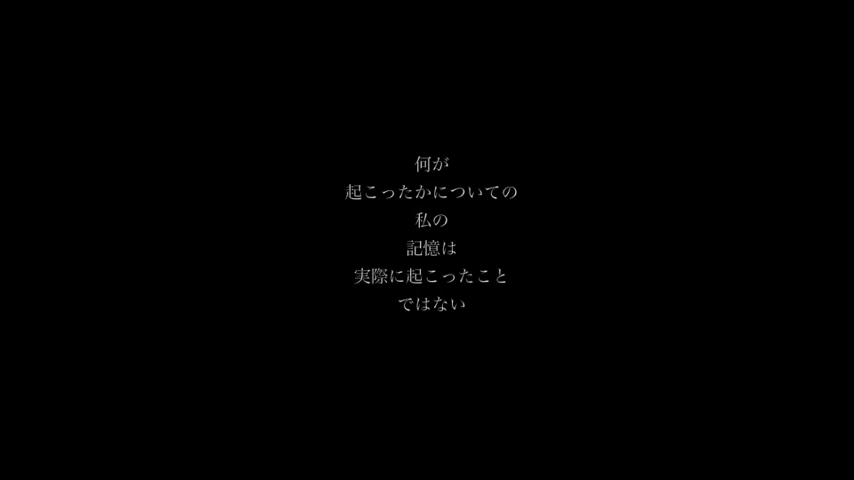 何が
起こったかについての
私の
記憶は
実際に起こったこと
ではない